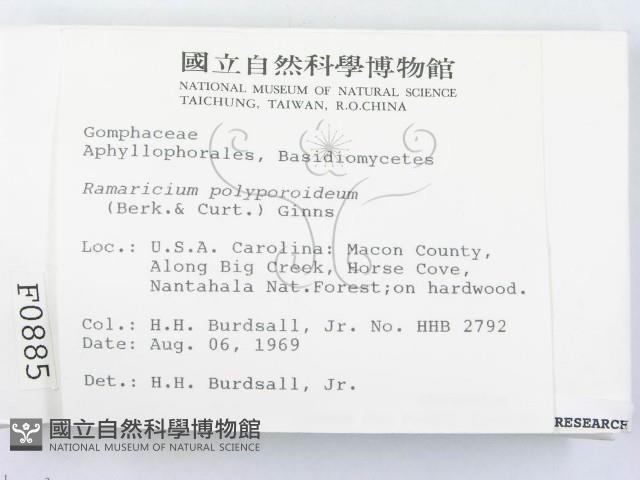 國立自然科學博物館
NATIONAL MUSEUM OF NATURAL SCIENCE
TAICHUNG, TAIWAN, R.O.CHINA
Gomphaceae
Aphyllophorales, Basidiomycetes
Ramaricium polyporoideum
(Berk.& Curt.) Ginns
Loc.: U.S.A. Carolina: Macon County,
Along Big Creek, Horse Cove,
Nantahala Nat.Forest;on hardwood.
Col.: H.H. Burdsall, Jr. No. HHB 2792
Date: Aug. 06, 1969
Det.: H.H. Burdsall, Jr.
F0885
RESEARCH
國立自然科學博物館
NATIONAL MUSEUM OF NATURAL SCIENCE